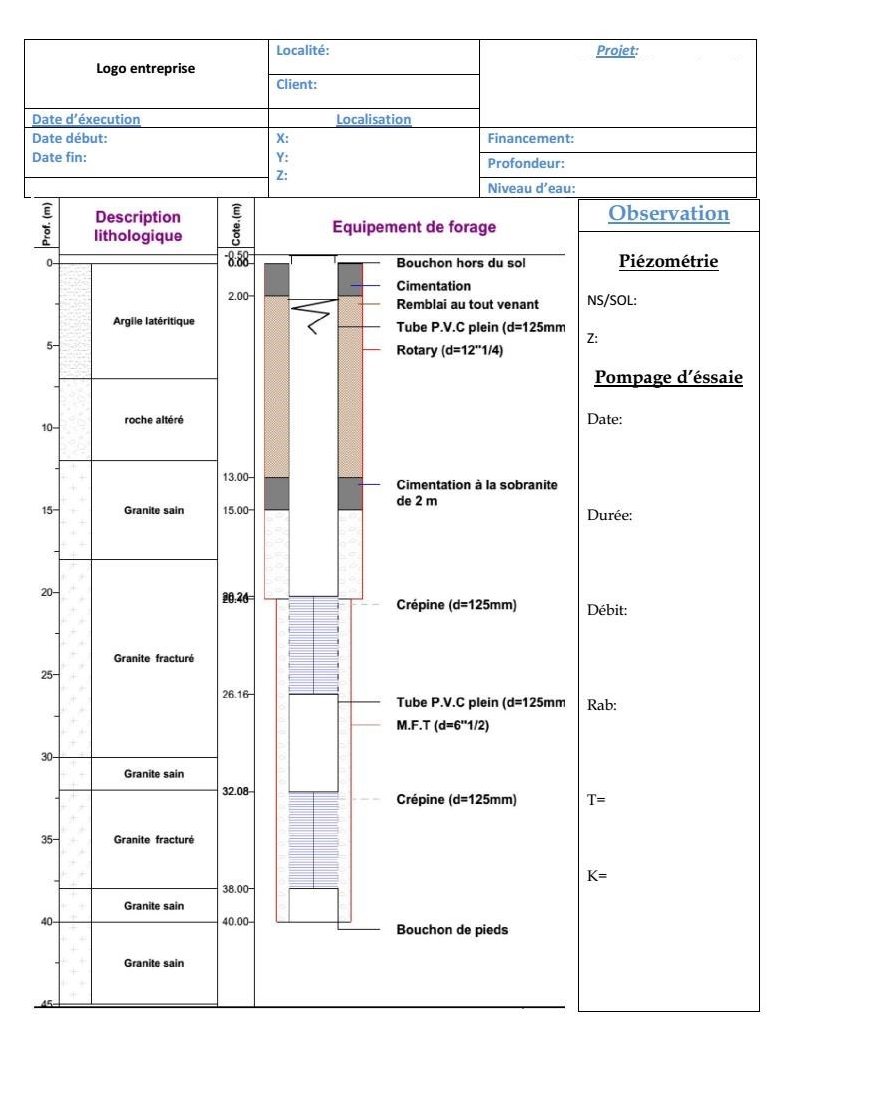 Logo entreprise
Localité:
Projet:
Client:
Date d’éxecution
Localisation
Date début:
Date fin:
X:
Y:
Z:
Financement:
Profondeur:
Niveau d’eau:
Prof. (m)
Description
lithologique
Cote.(m)
Equipement de forage
Observation
Piézométrie
NS/SOL:
Z:
Pompage d’éssaie
Date:
Durée:
Débit:
Rab:
T=
K=
0
5
10
15
20
25
30
35
40
45
Argile latéritique
roche altéré
Granite sain
Granite fracturé
Granite sain
Granite fracturé
Granite sain
Granite sain
-0.50
0.00
2.00
13.00
15.00
26.16
32.08
38.00
40.00
Bouchon hors du sol
Cimentation
Remblai au tout venant
Tube P.V.C plein (d=125mm
Rotary (d=12"1/4)
Cimentation à la sobranite
de 2 m
Crépine (d=125mm)
Tube P.V.C plein (d=125mm
M.F.T (d=6"1/2)
Crépine (d=125mm)
Bouchon de pieds